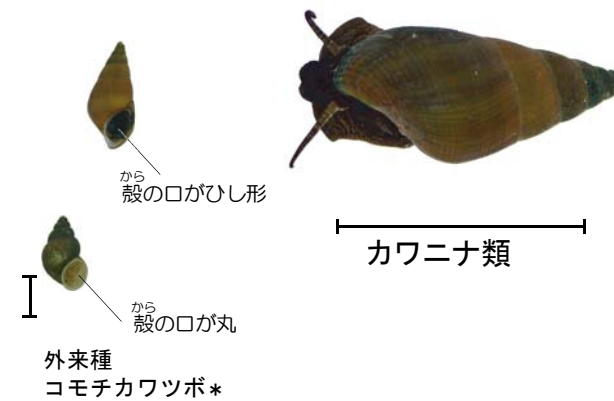 から
殻の口がひし形
カワニナ類
から
殻の口が丸
外来種
コモチカワツボ*